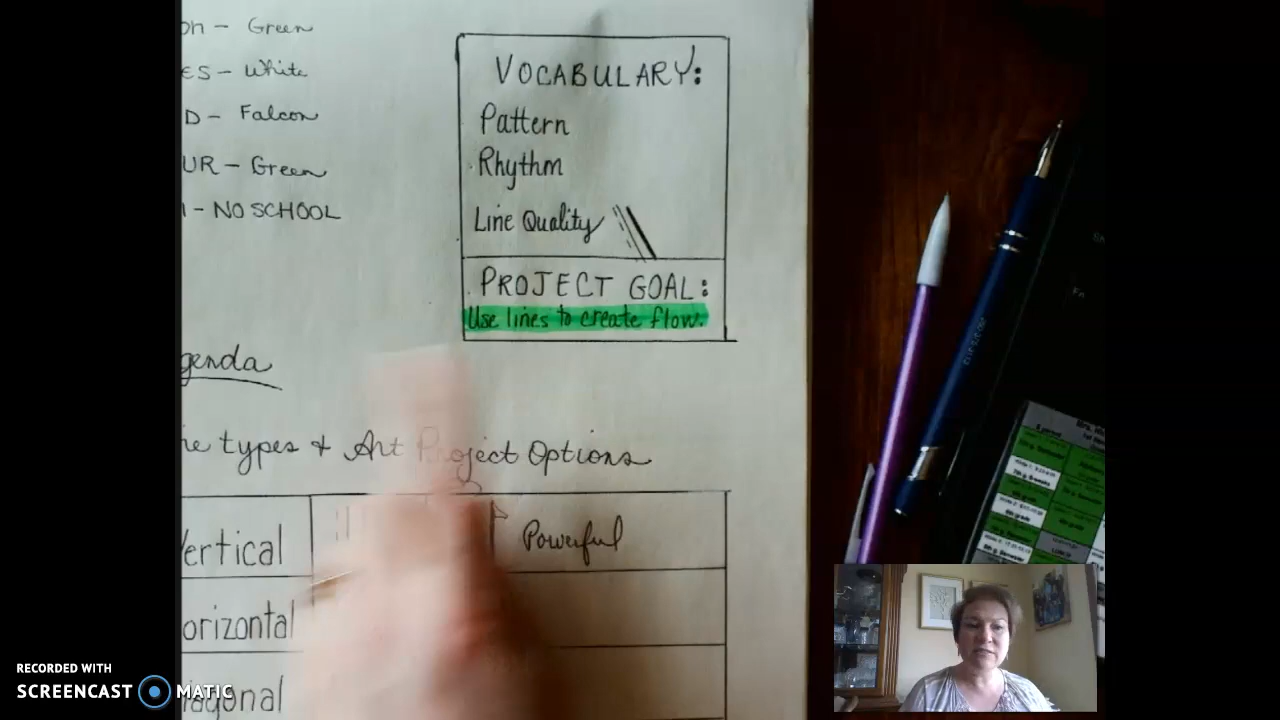 on - Green
ES - White
D - Falcon
UR - Green
I - NO SCHOOL
VOCABULARY:
Pattern
Rhythm
Line Quality
PROJECT GOAL:
Use lines to create flow.
genda
ne types + Art Project Options
Vertical
Powerful
orizontal
iagonal
RECORDED WITH
SCREENCAST MATIC